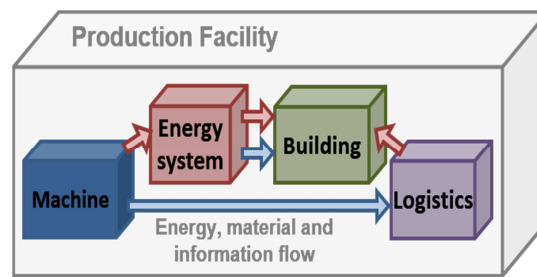 Production Facility
Energy
system
Building
Machine
Logistics
Energy, material and
information flow